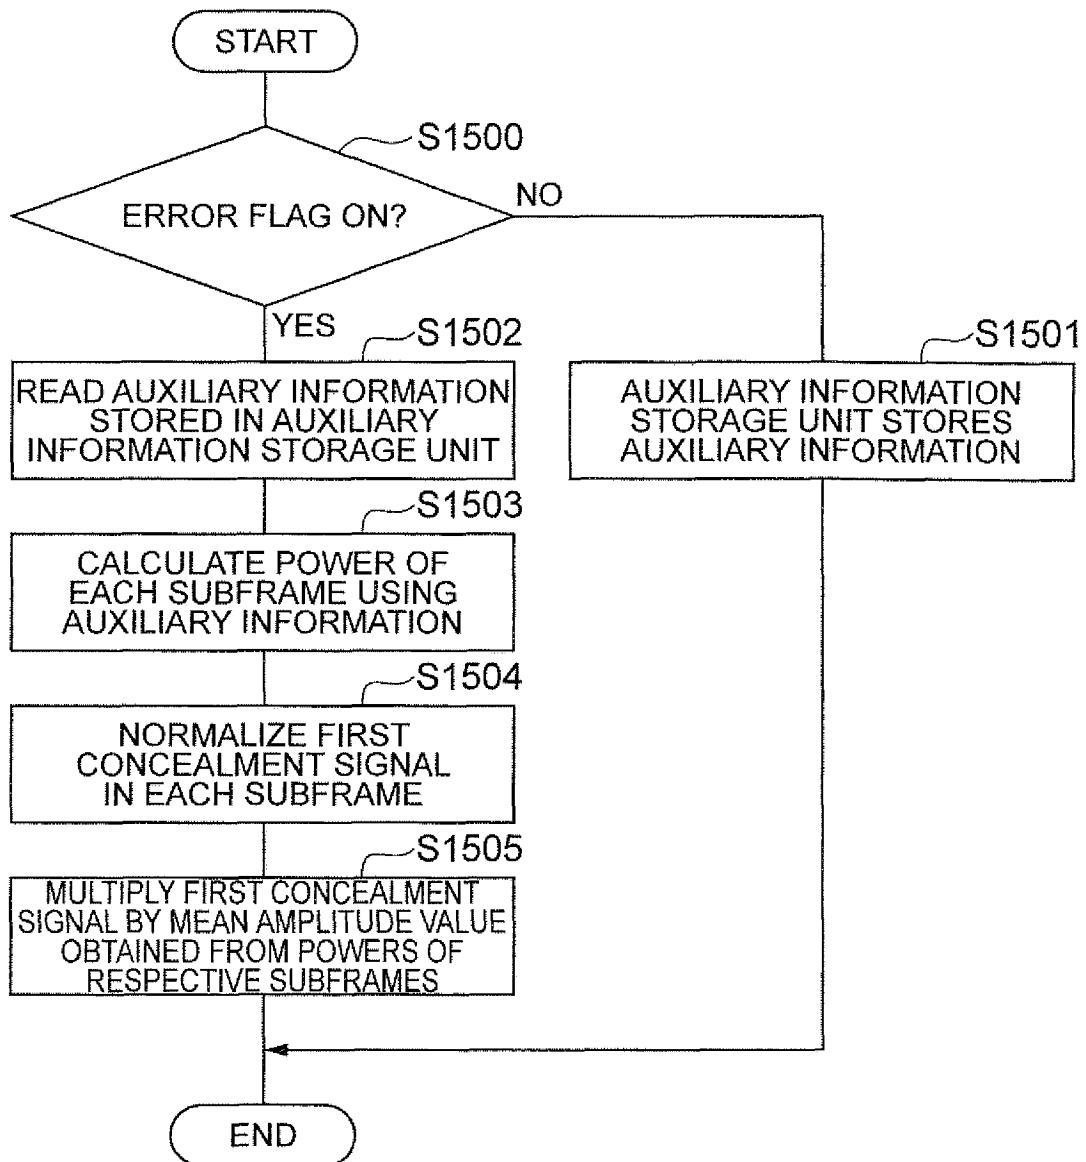 START
S1500
ERROR FLAG ON?
NO
YES
S1502
READ AUXILIARY INFORMATION
STORED IN AUXILIARY
INFORMATION STORAGE UNIT
S1501
AUXILIARY INFORMATION
STORAGE UNIT STORES
AUXILIARY INFORMATION
S1503
CALCULATE POWER OF
EACH SUBFRAME USING
AUXILIARY INFORMATION
S1504
NORMALIZE FIRST
CONCEALMENT SIGNAL
IN EACH SUBFRAME
S1505
MULTIPLY FIRST CONCEALMENT
SIGNAL BY MEAN AMPLITUDE VALUE
OBTAINED FROM POWERS OF
RESPECTIVE SUBFRAMES
END